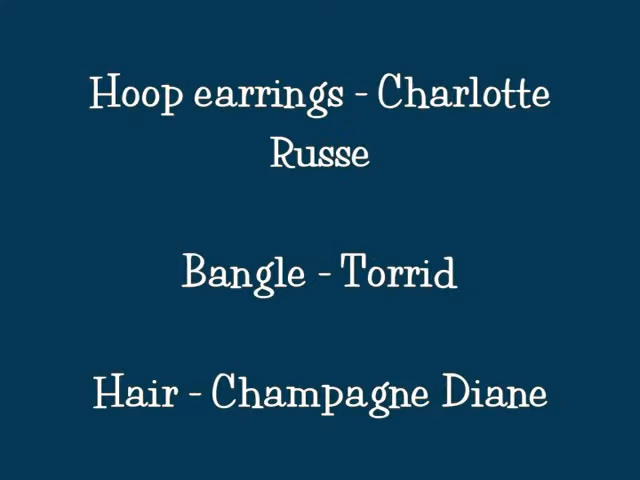 Hoop earrings - Charlotte
Russe
Bangle - Torrid
Hair - Champagne Diane